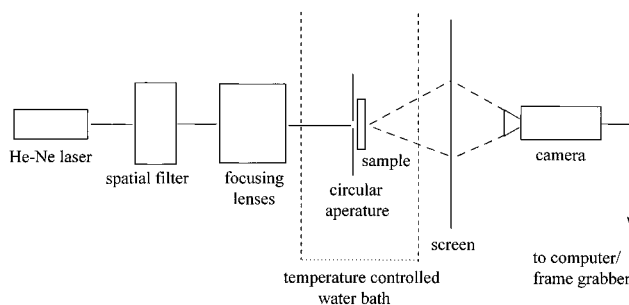 He-Ne laser
spatial filter
focusing
lenses
circular
aperature
sample
temperature controlled
water bath
screen
camera
to computer/
frame grabber